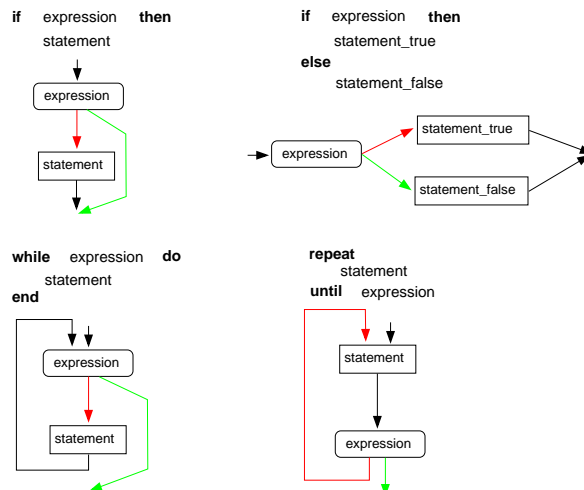 if expression then
statement
expression
statement
if expression then
statement_true
else
statement_false
expression
statement_true
statement_false
while expression do
statement
end
expression
statement
repeat
statement
until expression
statement
expression